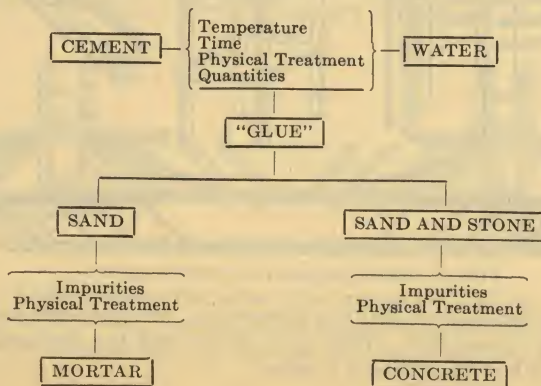 Temperature
Time
CEMENT
Physical Treatment
WATER
Quantities
"GLUE"
SAND
SAND AND STONE
Impurities
Physical Treatment
Impurities
Physical Treatment
MORTAR
CONCRETE